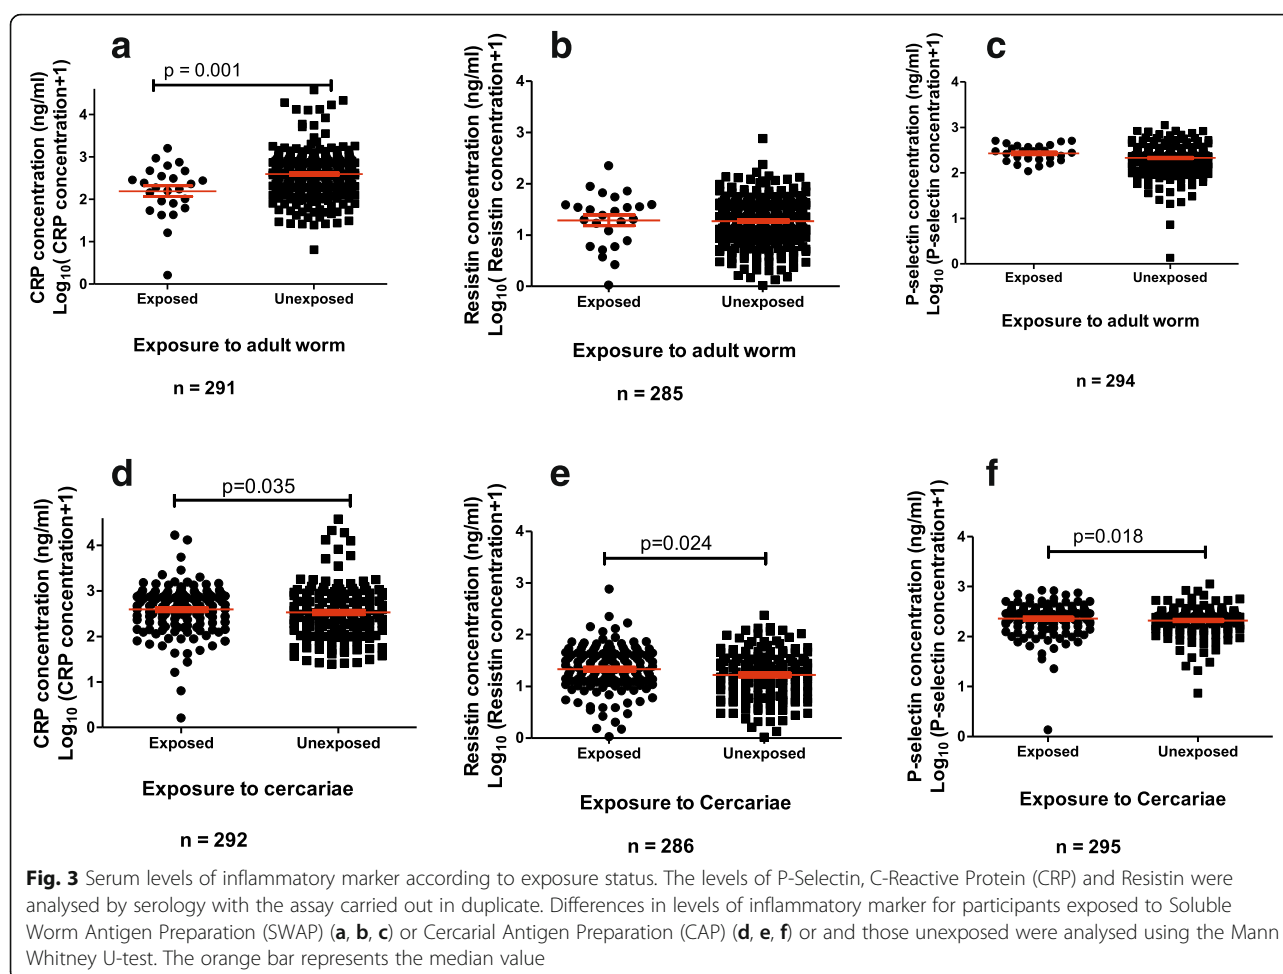 a
p = 0.001
CRP concentration (ng/ml)
Log10( CRP concentration+1)
4
3
2
1
0
Exposed Unexposed
Exposure to adult worm
n = 291
b
Resistin concentration (ng/ml)
Log10( Resistin concentration+1)
4
3
2
1
0
Exposed Unexposed
Exposure to adult worm
n = 285
c
P-selectin concentration (ng/ml)
Log10 (P-selectin concentration+1)
4
3
2
1
0
Exposed Unexposed
Exposure to adult worm
n = 294
d
p=0.035
CRP concentration (ng/ml)
Log10 (CRP concentration+1)
4
3
2
1
0
Exposed Unexposed
Exposure to cercariae
n = 292
e
p=0.024
Resistin concentration (ng/ml)
Log10 (Resistin concentration+1)
4
3
2
1
0
Exposed Unexposed
Exposure to Cercariae
n = 286
f
p=0.018
P-selectin concentration (ng/ml)
Log10 (P-selectin concentration+1)
4
3
2
1
0
Exposed Unexposed
Exposure to Cercariae
n = 295
Fig. 3 Serum levels of inflammatory marker according to exposure status. The levels of P-Selectin, C-Reactive Protein (CRP) and Resistin were
analysed by serology with the assay carried out in duplicate. Differences in levels of inflammatory marker for participants exposed to Soluble
Worm Antigen Preparation (SWAP) (a, b, c) or Cercarial Antigen Preparation (CAP) (d, e, f) or and those unexposed were analysed using the Mann
Whitney U-test. The orange bar represents the median value